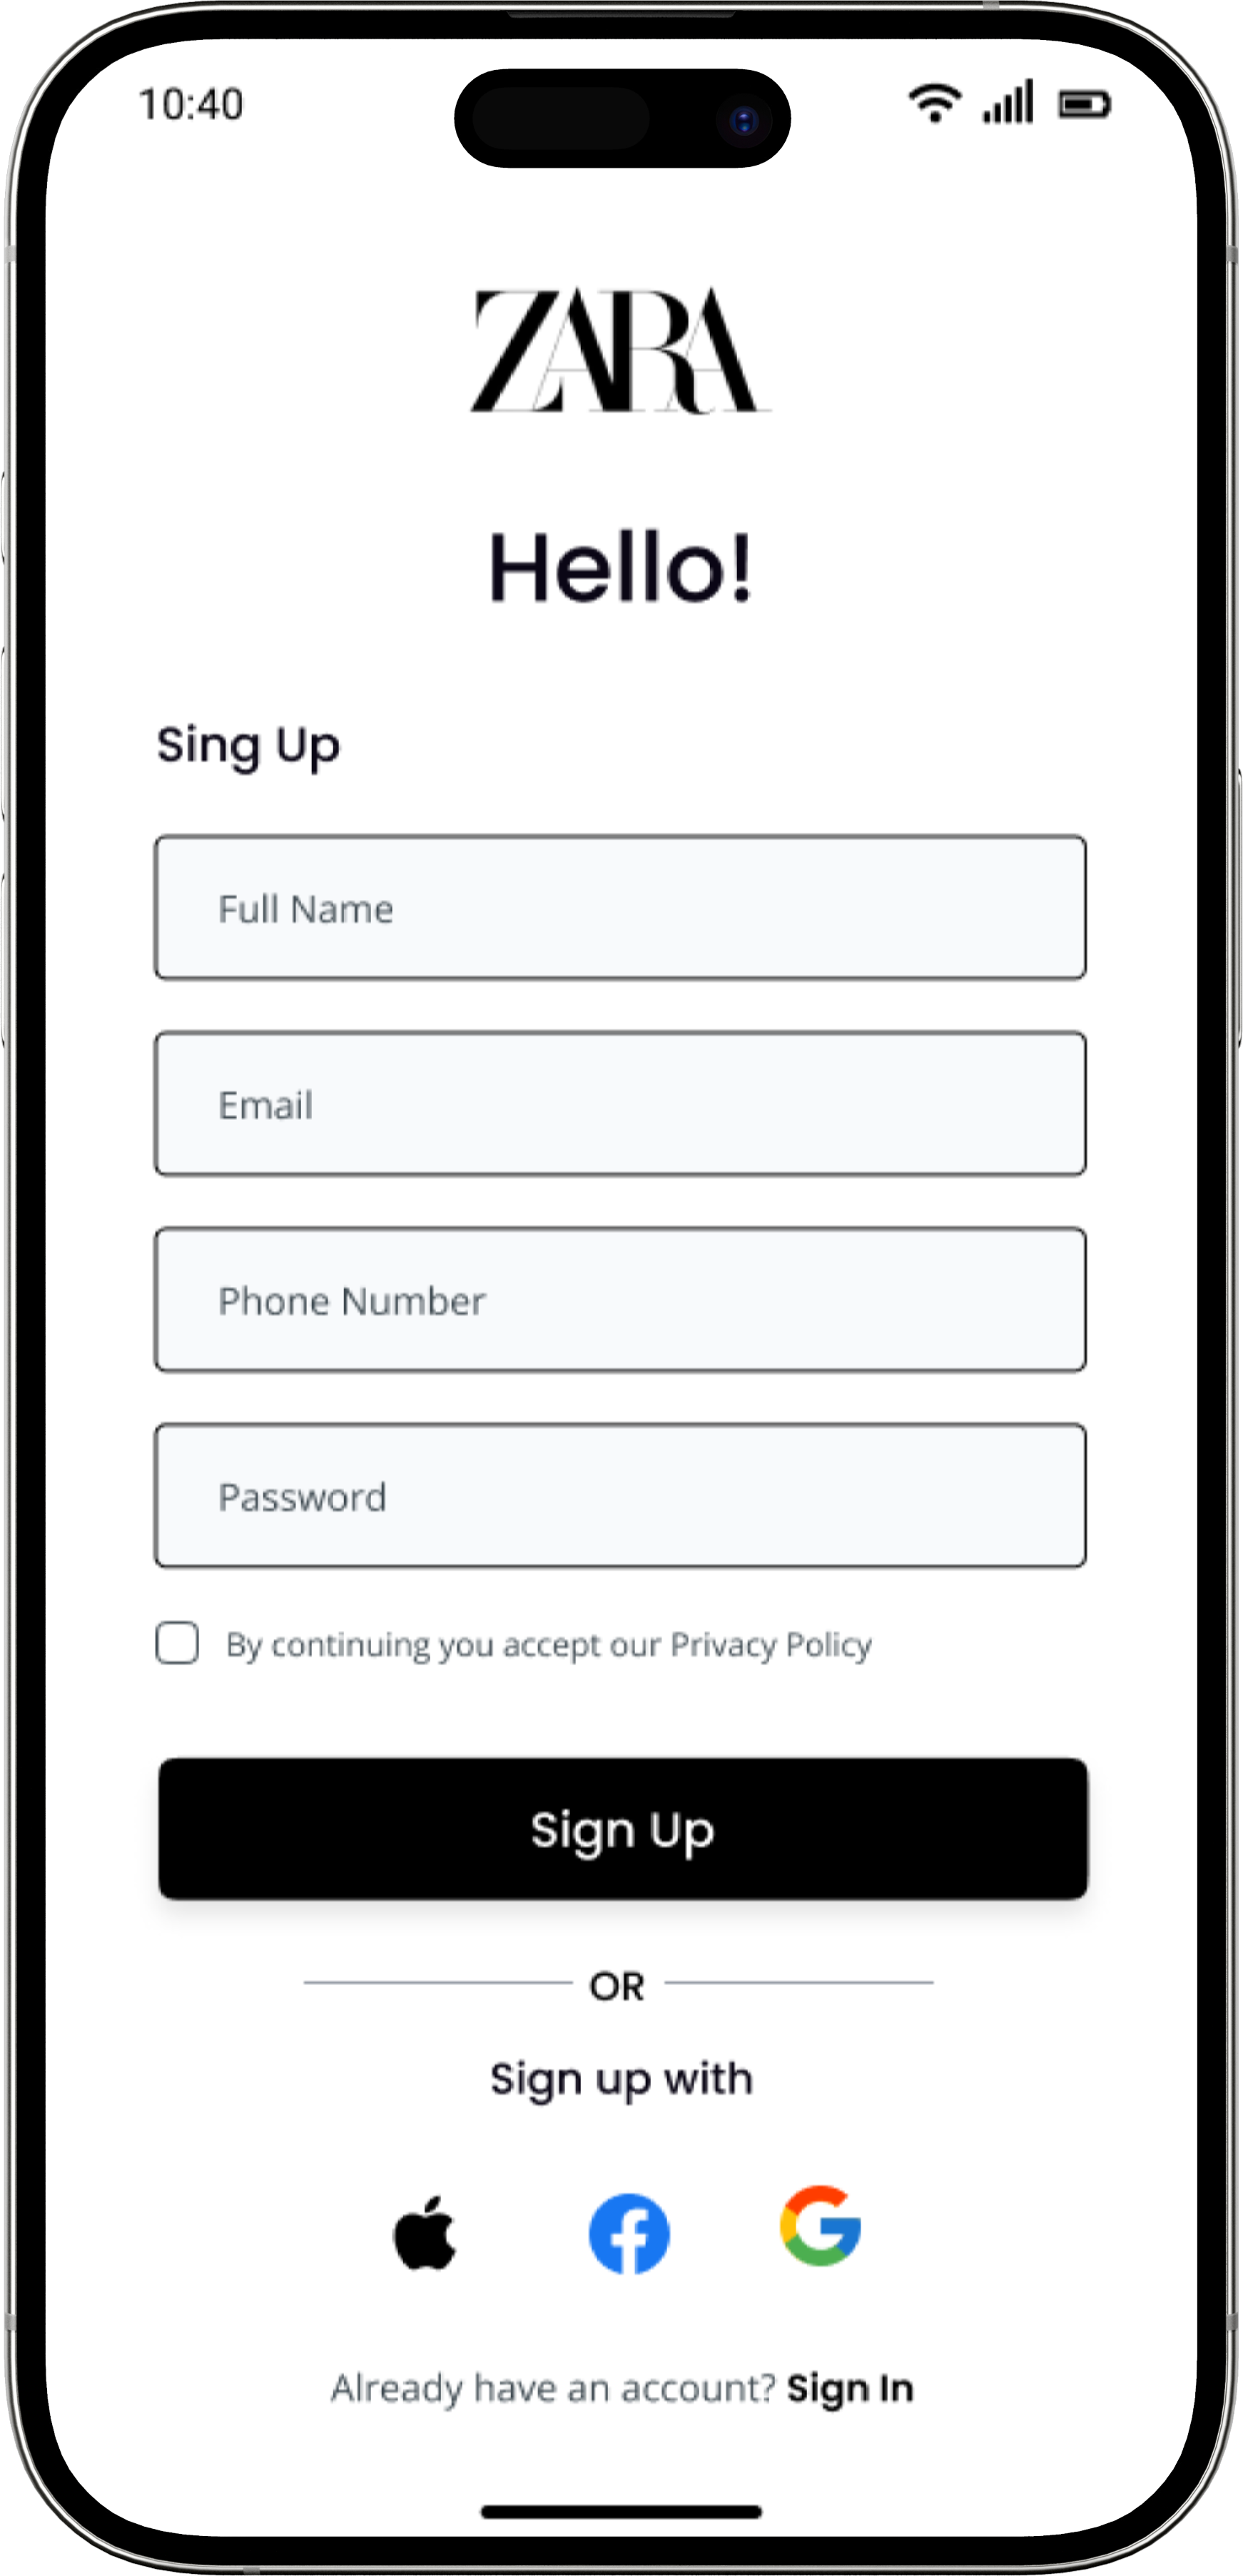 10:40
ZARA
Hello!
Sing Up
Full Name
Email
Phone Number
Password
By continuing you accept our Privacy Policy
Sign Up
OR
Sign up with
Already have an account? Sign In